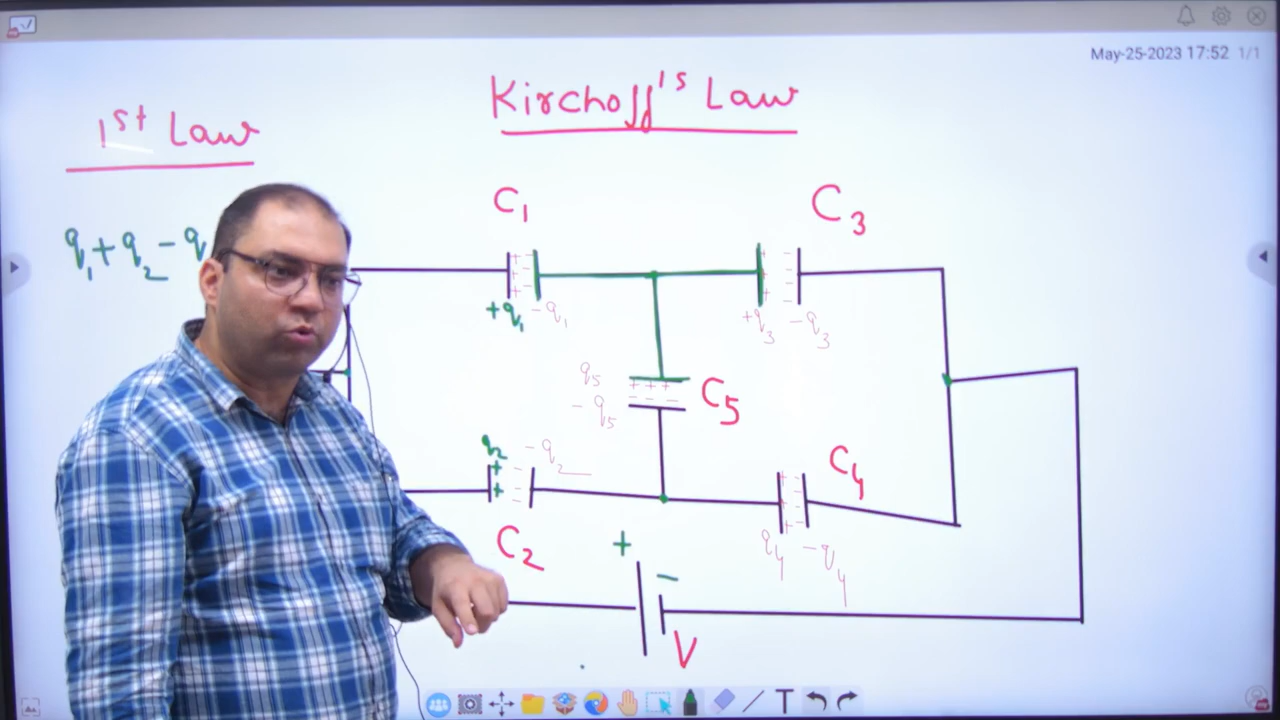 May-25-2023 17:52 1/1
Kirchoff's Law
1st Law
q1+q2-q
C1
C3
+q1 -q1
+q3 -q3
q5
-q5
C5
q2 -q2
C4
C2
q4 -q4
+ -
V
T